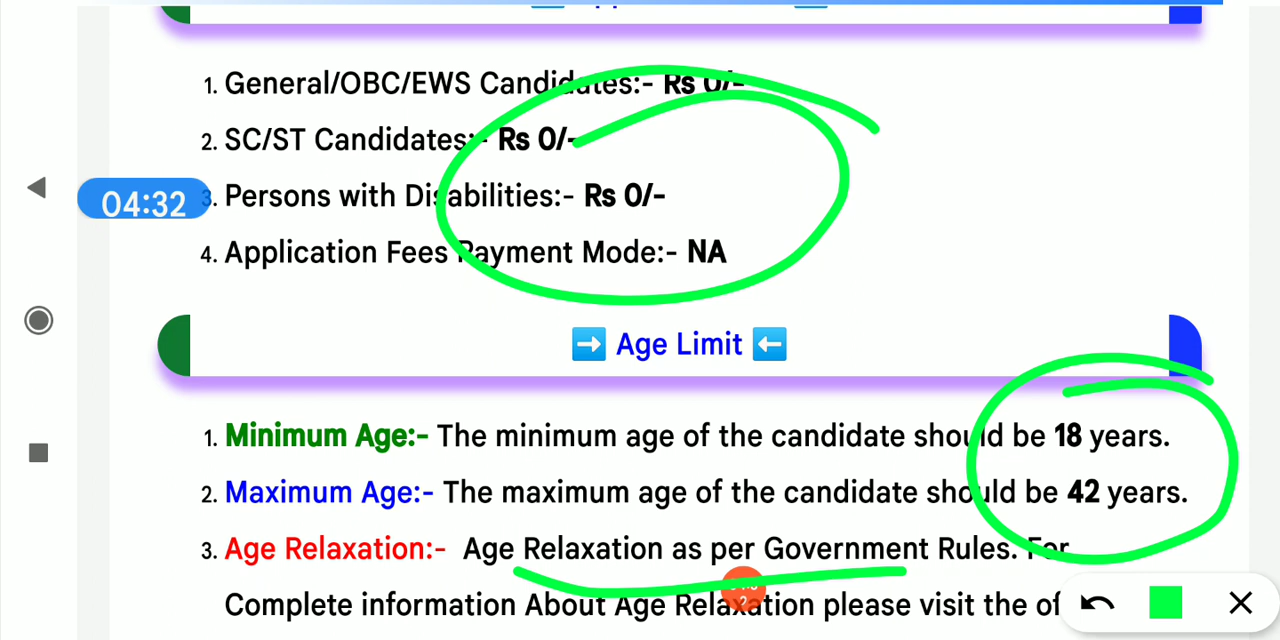 1. General/OBC/EWS Candidates:- Rs 0/-
2. SC/ST Candidates:- Rs 0/-
04:32
3. Persons with Disabilities:- Rs 0/-
4. Application Fees Payment Mode:- NA
➡ Age Limit ⬅
1. Minimum Age:- The minimum age of the candidate should be 18 years.
2. Maximum Age:- The maximum age of the candidate should be 42 years.
3. Age Relaxation:- Age Relaxation as per Government Rules. For
Complete information About Age Relaxation please visit the of